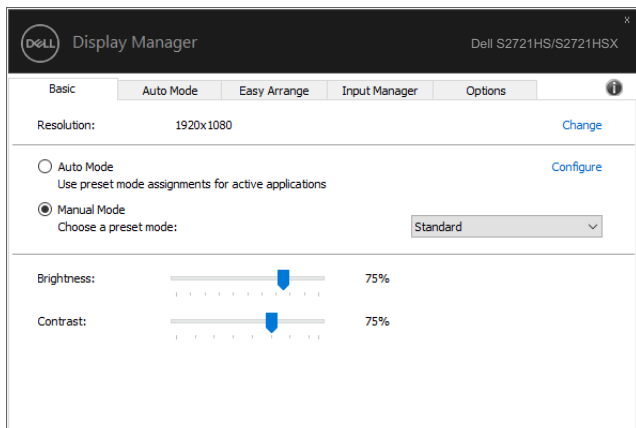 x
DELL Display Manager Dell S2721HS/S2721HSX
Basic Auto Mode Easy Arrange Input Manager Options i
Resolution: 1920x1080 Change
Auto Mode Configure
Use preset mode assignments for active applications
Manual Mode
Choose a preset mode: Standard
Brightness: 75%
Contrast: 75%